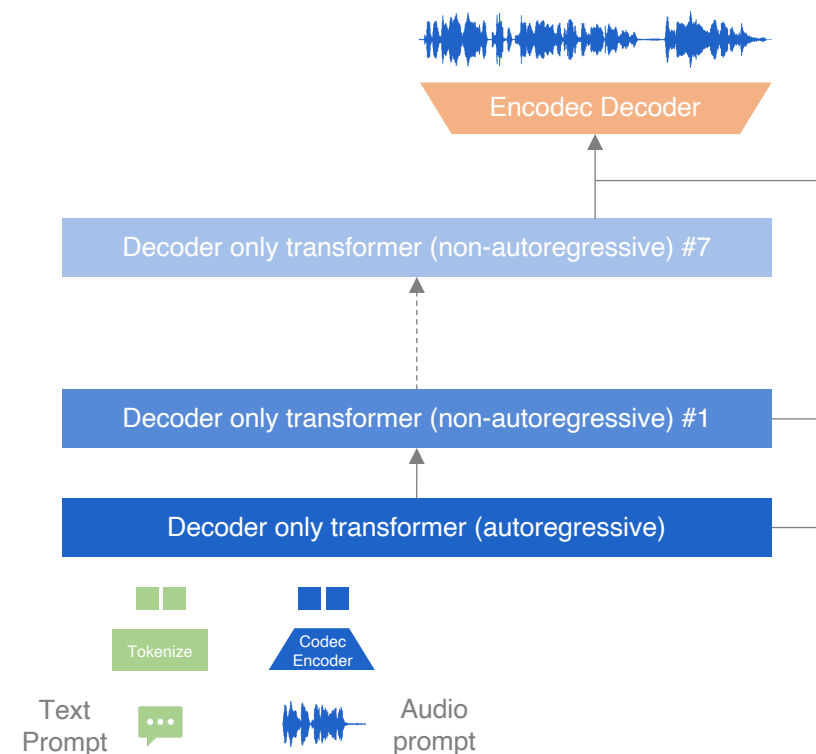 Encodec Decoder
Decoder only transformer (non-autoregressive) #7
Decoder only transformer (non-autoregressive) #1
Decoder only transformer (autoregressive)
Tokenize
Codec
Encoder
Text
Prompt
Audio
prompt